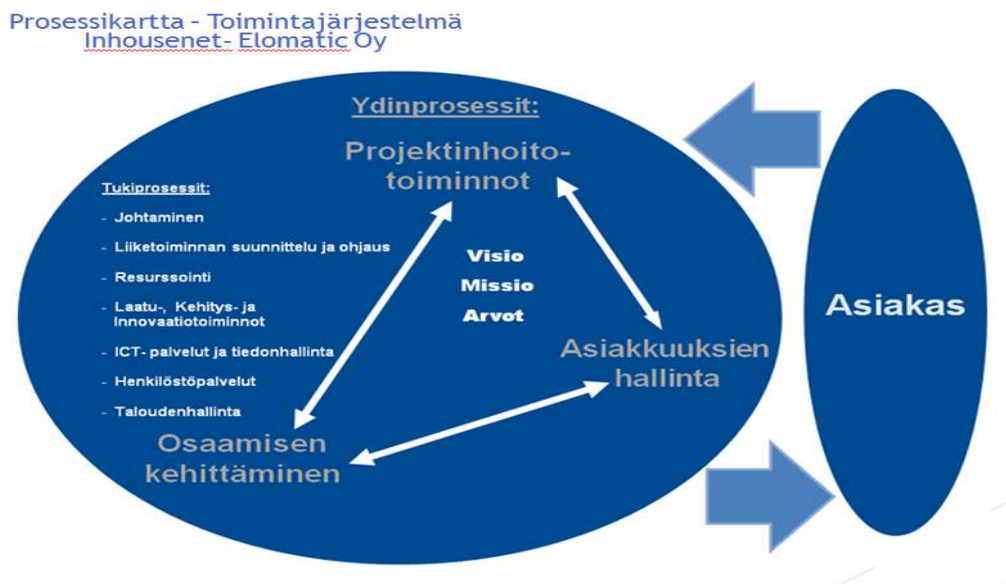 Prosessikartta - Toimintajärjestelmä
Inhousenet- Elomatic Oy
Ydinprosessit:
Projektinhoito-
toiminnot
Tukiprosessit:
- Johtaminen
- Liiketoiminnan suunnittelu ja ohjaus
- Resurssointi
- Laatu-, Kehitys- ja
Innovaatiotoiminnot
- ICT- palvelut ja tiedonhallinta
- Henkilöstöpalvelut
- Taloudenhallinta
Visio
Missio
Arvot
Asiakkuuksien
hallinta
Osaamisen
kehittäminen
Asiakas